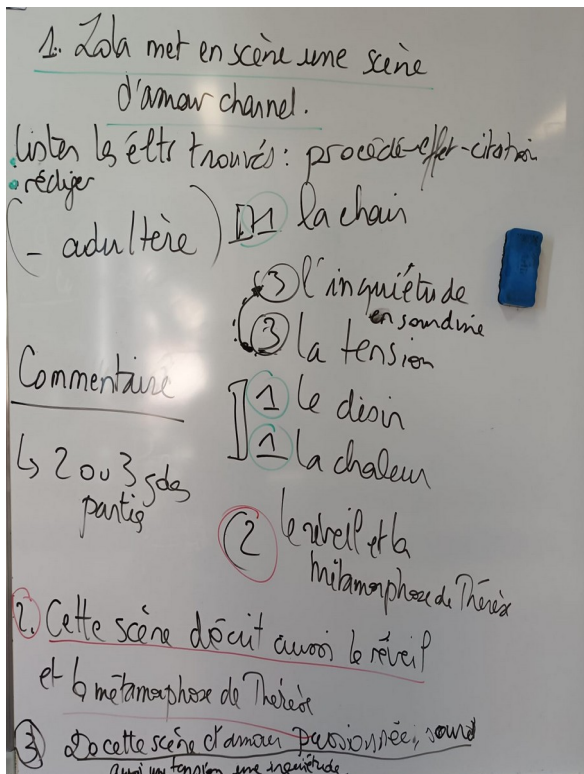 1. Zola met en scène une scène
d'amour charnel.
. lister les élts trouvés : procédé-effet-citation
• rédiger
(- adultère)
1 la chair
3 l'inquiétude
en sourdine
3 la tension
Commentaire
1 le désir
1 la chaleur
↳ 2 ou 3 gdes
parties
2 le réveil et la
métamorphose de Thérèse
2. Cette scène décrit aussi le réveil
et la métamorphose de Thérèse
3 De cette scène d'amour passionnée, sourd
aussi une tension, une inquiétude.